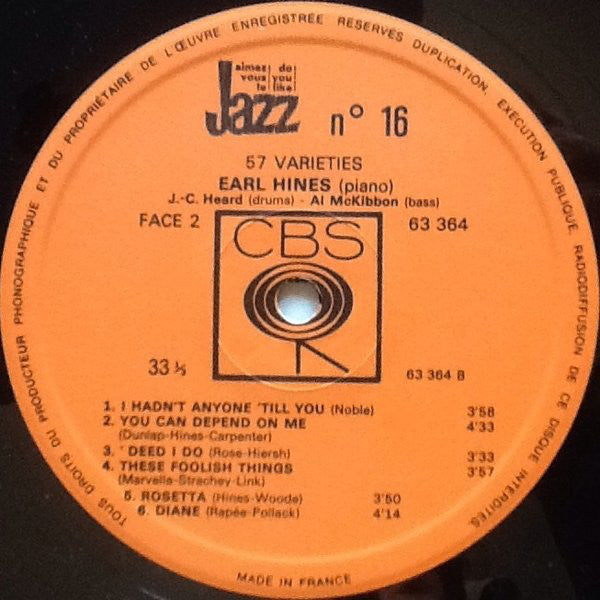 TOUS DROITS DU PRODUCTEUR PHONOGRAPHIQUE ET DU PROPRIÉTAIRE DE L'ŒUVRE ENREGISTRÉE RÉSERVÉS DUPLICATION, EXÉCUTION PUBLIQUE, RADIODIFFUSION DE CE DISQUE INTERDITES.
aimez do
vous you
le like
Jazz n° 16
57 VARIETIES
EARL HINES (piano)
J.-C. Heard (drums) - Al McKibbon (bass)
FACE 2 63 364
CBS
33 ⅓ 63 364 B
1. I HADN'T ANYONE 'TILL YOU (Noble) 3'58
2. YOU CAN DEPEND ON ME 4'33
(Dunlap-Hines-Carpenter)
3. ' DEED I DO (Rose-Hiersh) 3'33
4. THESE FOOLISH THINGS 3'57
(Marvelle-Strachey-Link)
5. ROSETTA (Hines-Woode) 3'50
6. DIANE (Rapée-Pollack) 4'14
MADE IN FRANCE